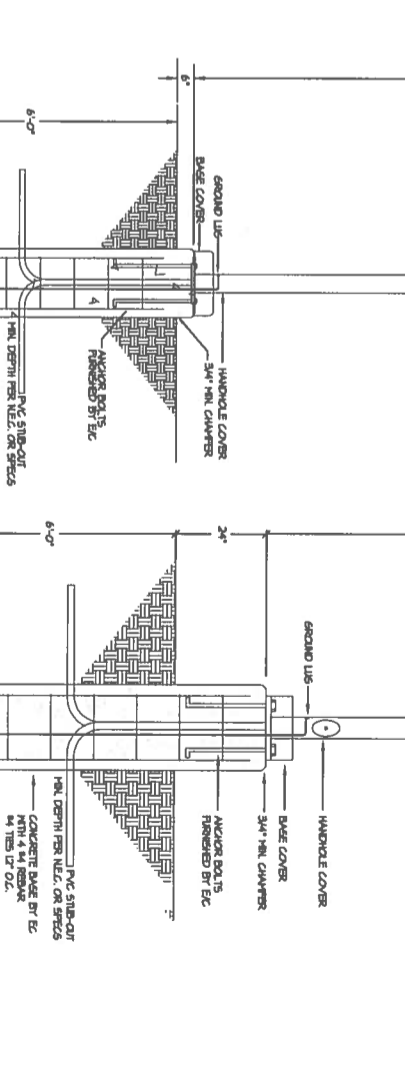 6"
6'-0"
GROUND LUG
BASE COVER
HANDHOLE COVER
3/4" MIN. CHAMFER
ANCHOR BOLTS
FURNISHED BY E/C
PVC STUB-OUT
MIN. DEPTH PER N.E.C. OR SPECS
24"
6'-0"
GROUND LUG
HANDHOLE COVER
BASE COVER
3/4" MIN. CHAMFER
ANCHOR BOLTS
FURNISHED BY E/C
PVC STUB-OUT
MIN. DEPTH PER N.E.C. OR SPECS
CONCRETE BASE BY EC
WITH 4 #4 REBAR
#4 TIES 12" O.C.